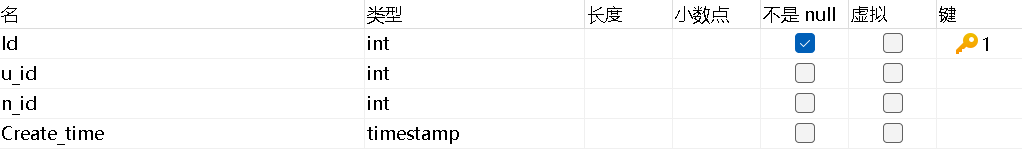 名 类型 长度 小数点 不是 null 虚拟 键
Id int 1
u_id int
n_id int
Create_time timestamp